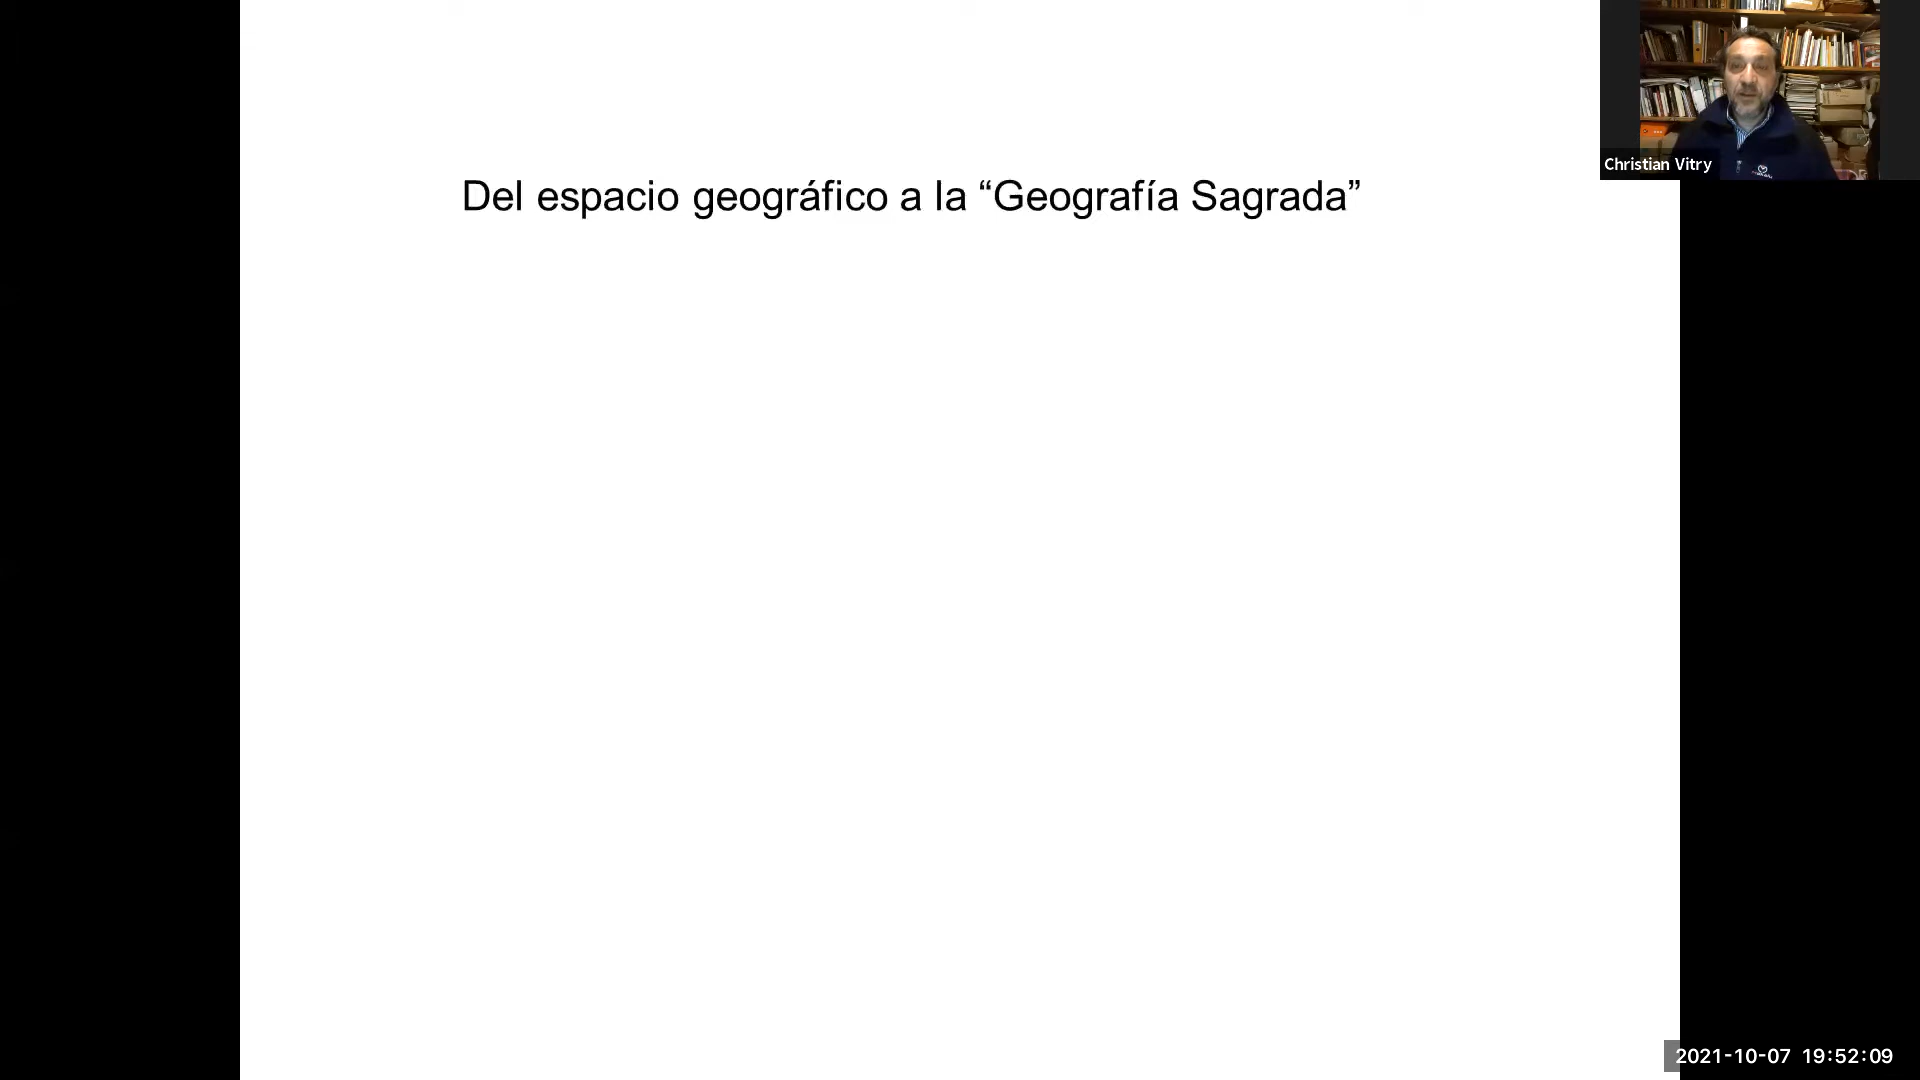 Del espacio geográfico a la “Geografía Sagrada”
Christian Vitry
2021-10-07 19:52:09